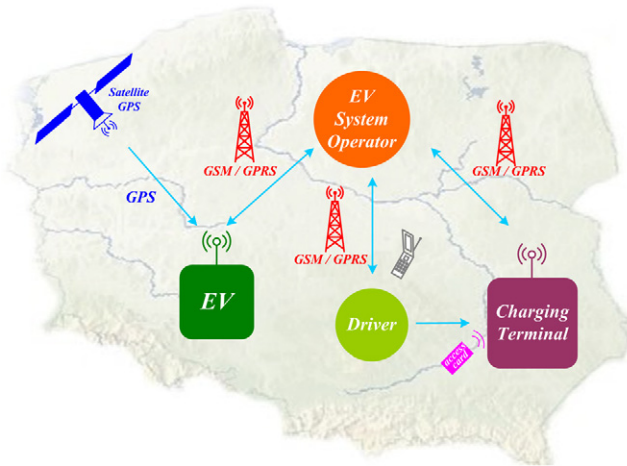 Satellite
GPS
EV
System
Operator
GSM / GPRS
GSM / GPRS
GPS
GSM / GPRS
EV
Driver
Charging
Terminal
access
card